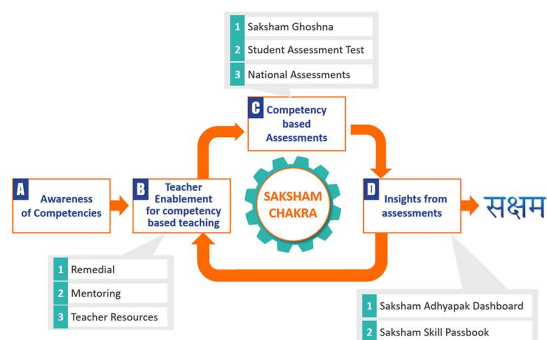 1 Saksham Ghoshna
2 Student Assessment Test
3 National Assessments
C Competency
based
Assessments
A Awareness
of Competencies
B Teacher
Enablement
for competency
based teaching
SAKSHAM
CHAKRA
D Insights from
assessments
सक्षम
1 Remedial
2 Mentoring
3 Teacher Resources
1 Saksham Adhyapak Dashboard
2 Saksham Skill Passbook